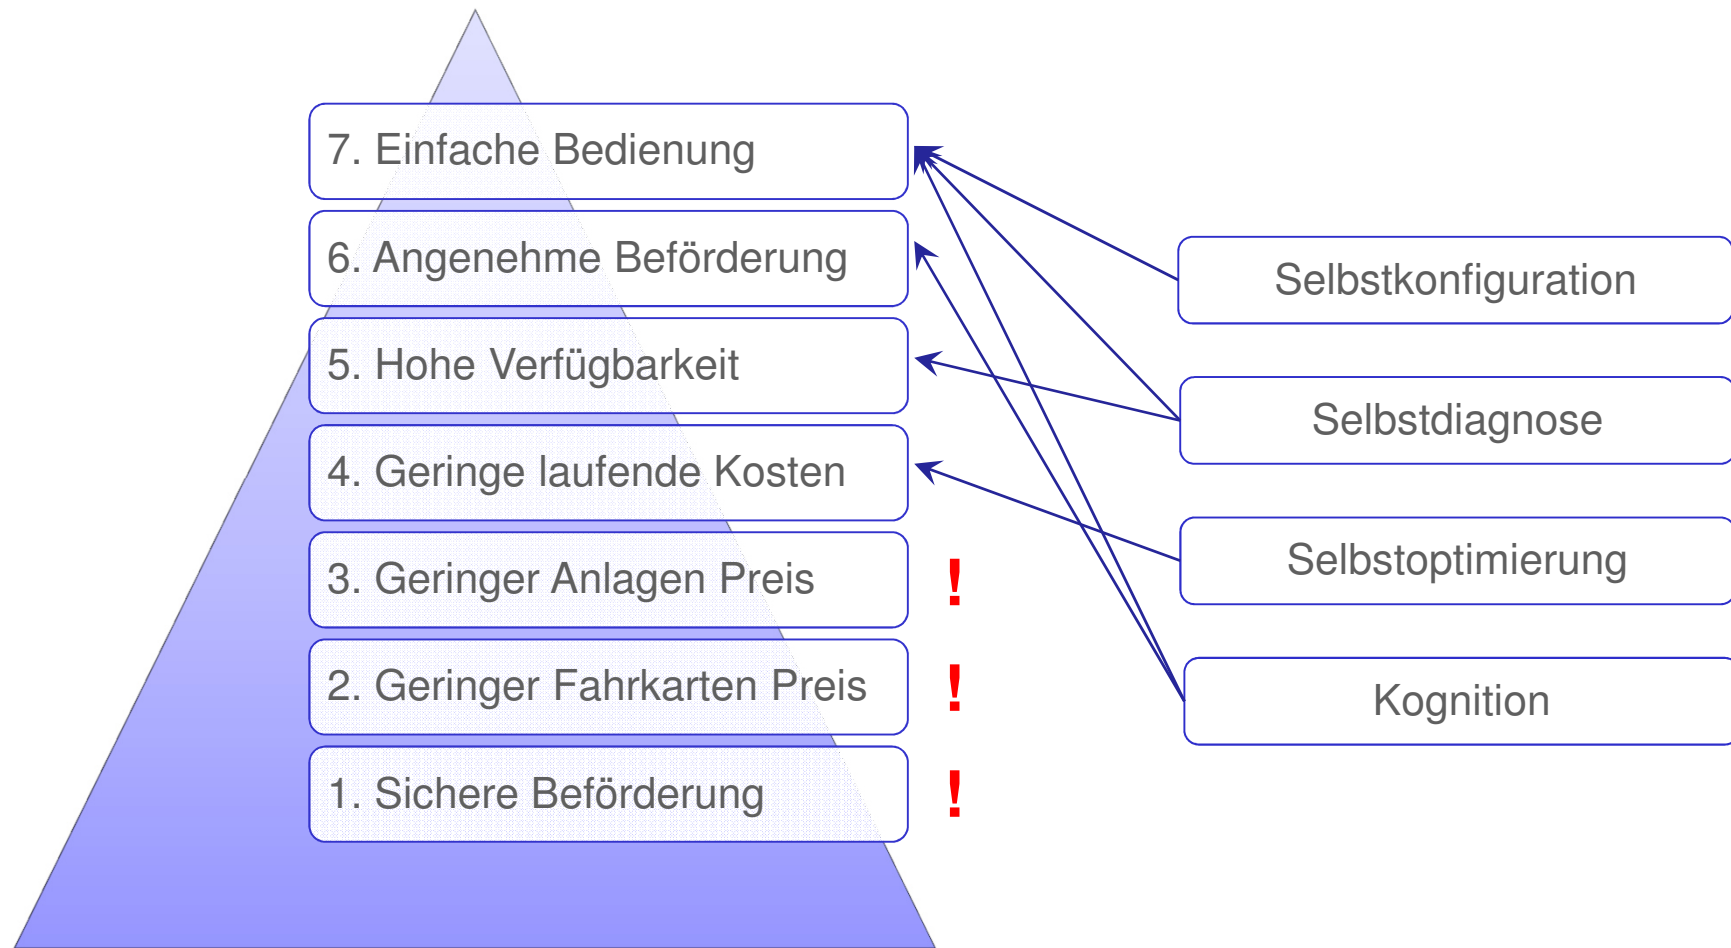 7. Einfache Bedienung
6. Angenehme Beförderung
5. Hohe Verfügbarkeit
4. Geringe laufende Kosten
3. Geringer Anlagen Preis
!
2. Geringer Fahrkarten Preis
!
1. Sichere Beförderung
!
Selbstkonfiguration
Selbstdiagnose
Selbstoptimierung
Kognition